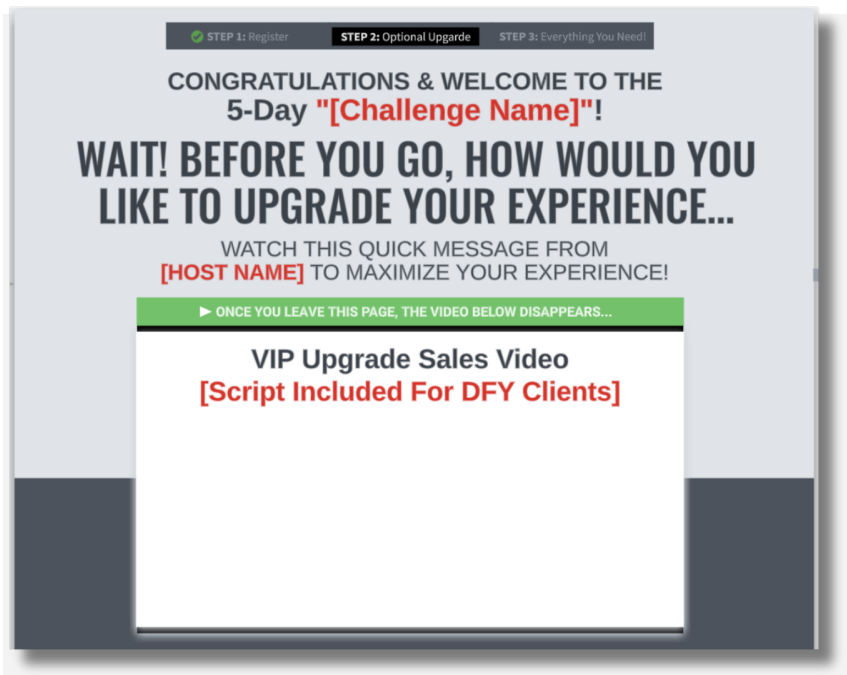 STEP 1: Register
STEP 2: Optional Upgarde
STEP 3: Everything You Need!
CONGRATULATIONS & WELCOME TO THE
5-Day "[Challenge Name]"!
WAIT! BEFORE YOU GO, HOW WOULD YOU
LIKE TO UPGRADE YOUR EXPERIENCE...
WATCH THIS QUICK MESSAGE FROM
[HOST NAME] TO MAXIMIZE YOUR EXPERIENCE!
▶ ONCE YOU LEAVE THIS PAGE, THE VIDEO BELOW DISAPPEARS...
VIP Upgrade Sales Video
[Script Included For DFY Clients]